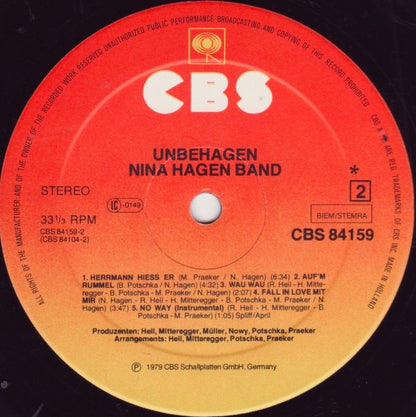 ALL RIGHTS OF THE MANUFACTURER AND OF THE OWNER OF THE RECORDED WORK RESERVED UNAUTHORIZED PUBLIC PERFORMANCE BROADCASTING AND COPYING OF THIS RECORD PROHIBITED
CBS & ARE REG. TRADEMARKS OF CBS INC. MADE IN HOLLAND
CBS
UNBEHAGEN
NINA HAGEN BAND
STEREO
LC -0149
*
2
33 1/3 RPM
BIEM/STEMRA
CBS 84159-2
(CBS 84104-2)
CBS 84159
1. HERRMANN HIESS ER (M. Praeker / N. Hagen) (6:34) 2. AUF'M
RUMMEL (B. Potschka / N. Hagen) (4:32) 3. WAU WAU (R. Heil - H. Mitter-
egger - B. Potschka - M. Praeker / N. Hagen) (2:07) 4. FALL IN LOVE MIT
MIR (N. Hagen - R. Heil - H. Mitteregger - B. Potschka - M. Praeker / N.
Hagen) (3:47) 5. NO WAY (Instrumental) (R. Heil - H. Mitteregger -
B. Potschka - M. Praeker) (1:05) Spliff/April
Produzenten: Heil, Mitteregger, Müller, Nowy, Potschka, Praeker
Arrangements: Heil, Mitteregger, Potschka, Praeker
Ⓟ 1979 CBS Schallplatten GmbH, Germany